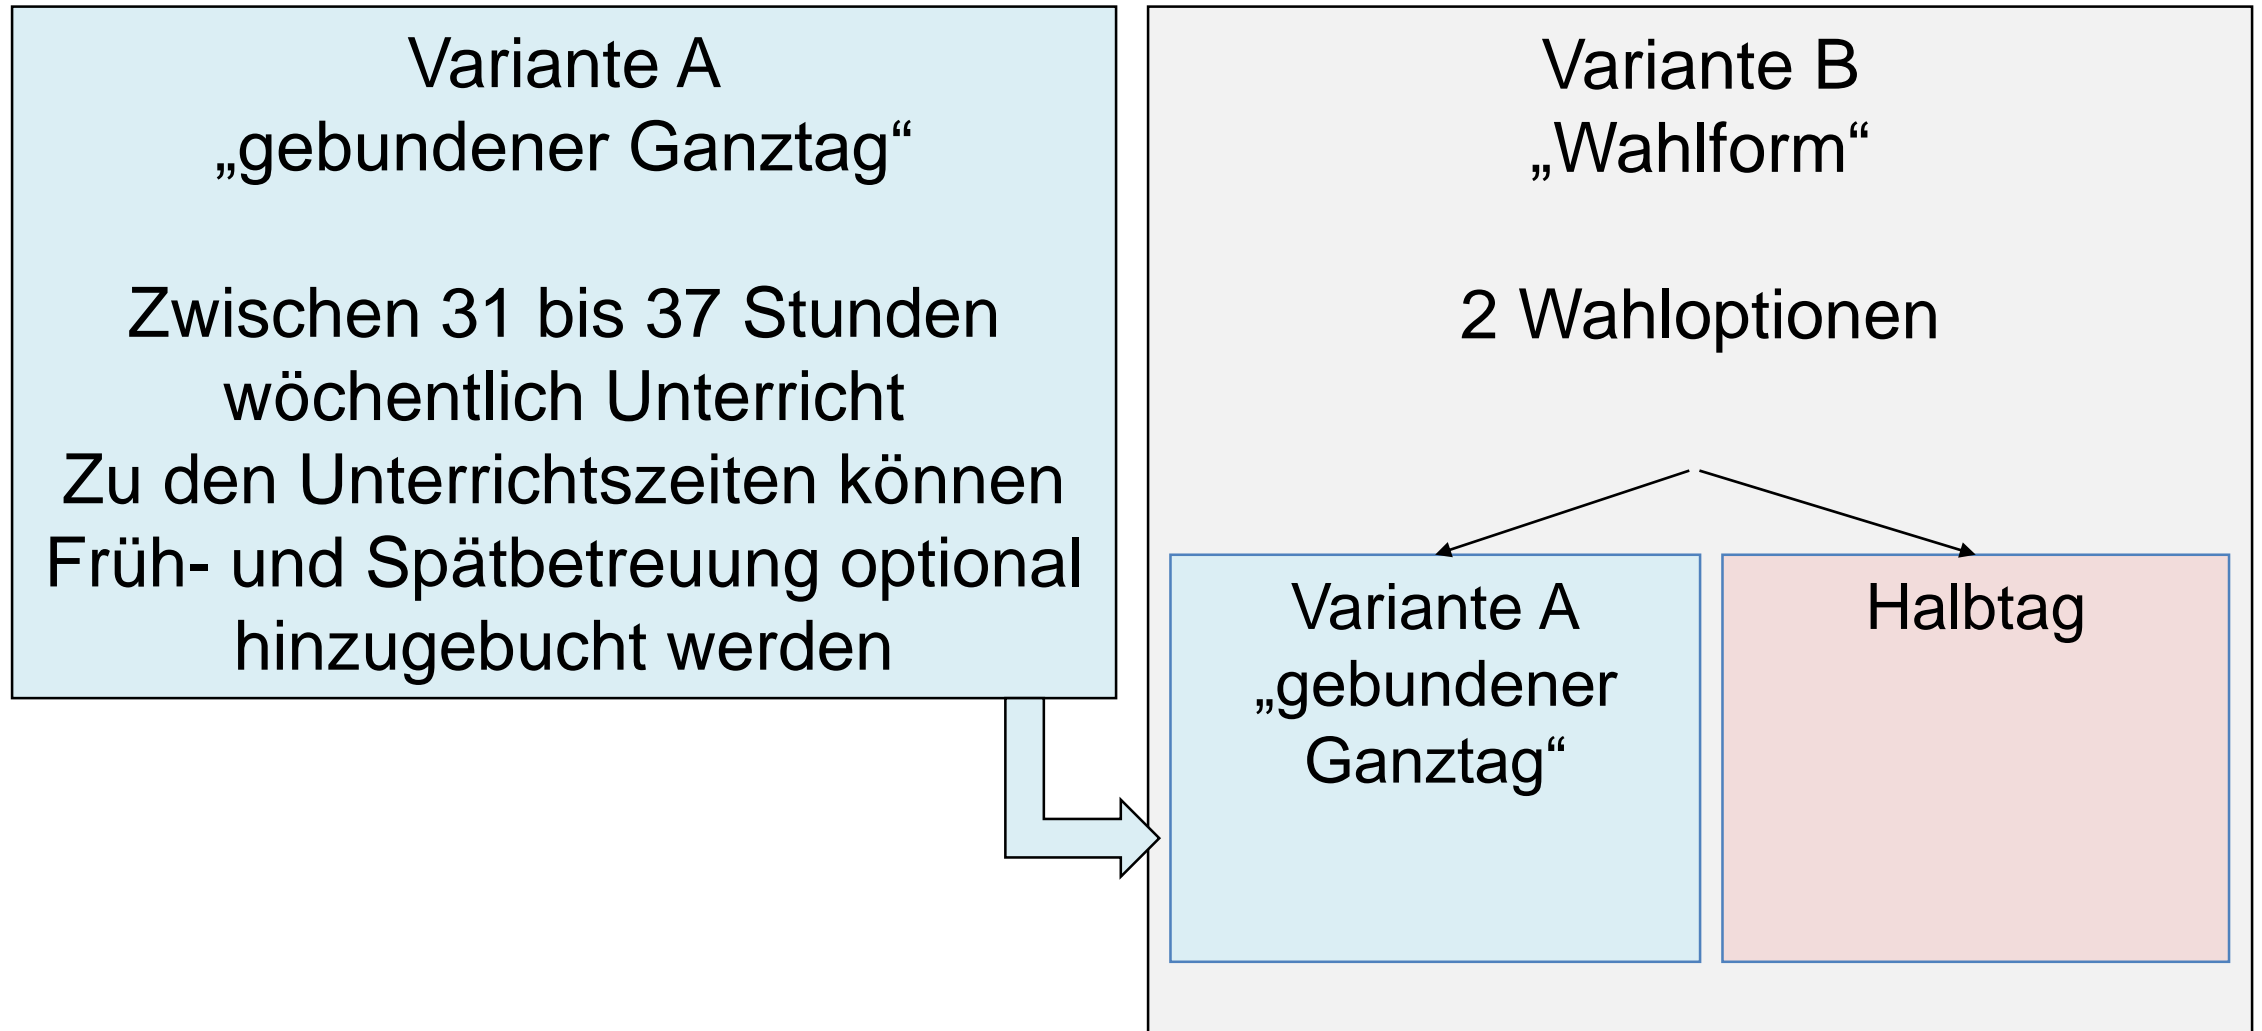 Variante A
„gebundener Ganztag“
Zwischen 31 bis 37 Stunden
wöchentlich Unterricht
Zu den Unterrichtszeiten können
Früh- und Spätbetreuung optional
hinzugebucht werden
Variante B
„Wahlform“
2 Wahloptionen
Variante A
„gebundener
Ganztag“
Halbtag